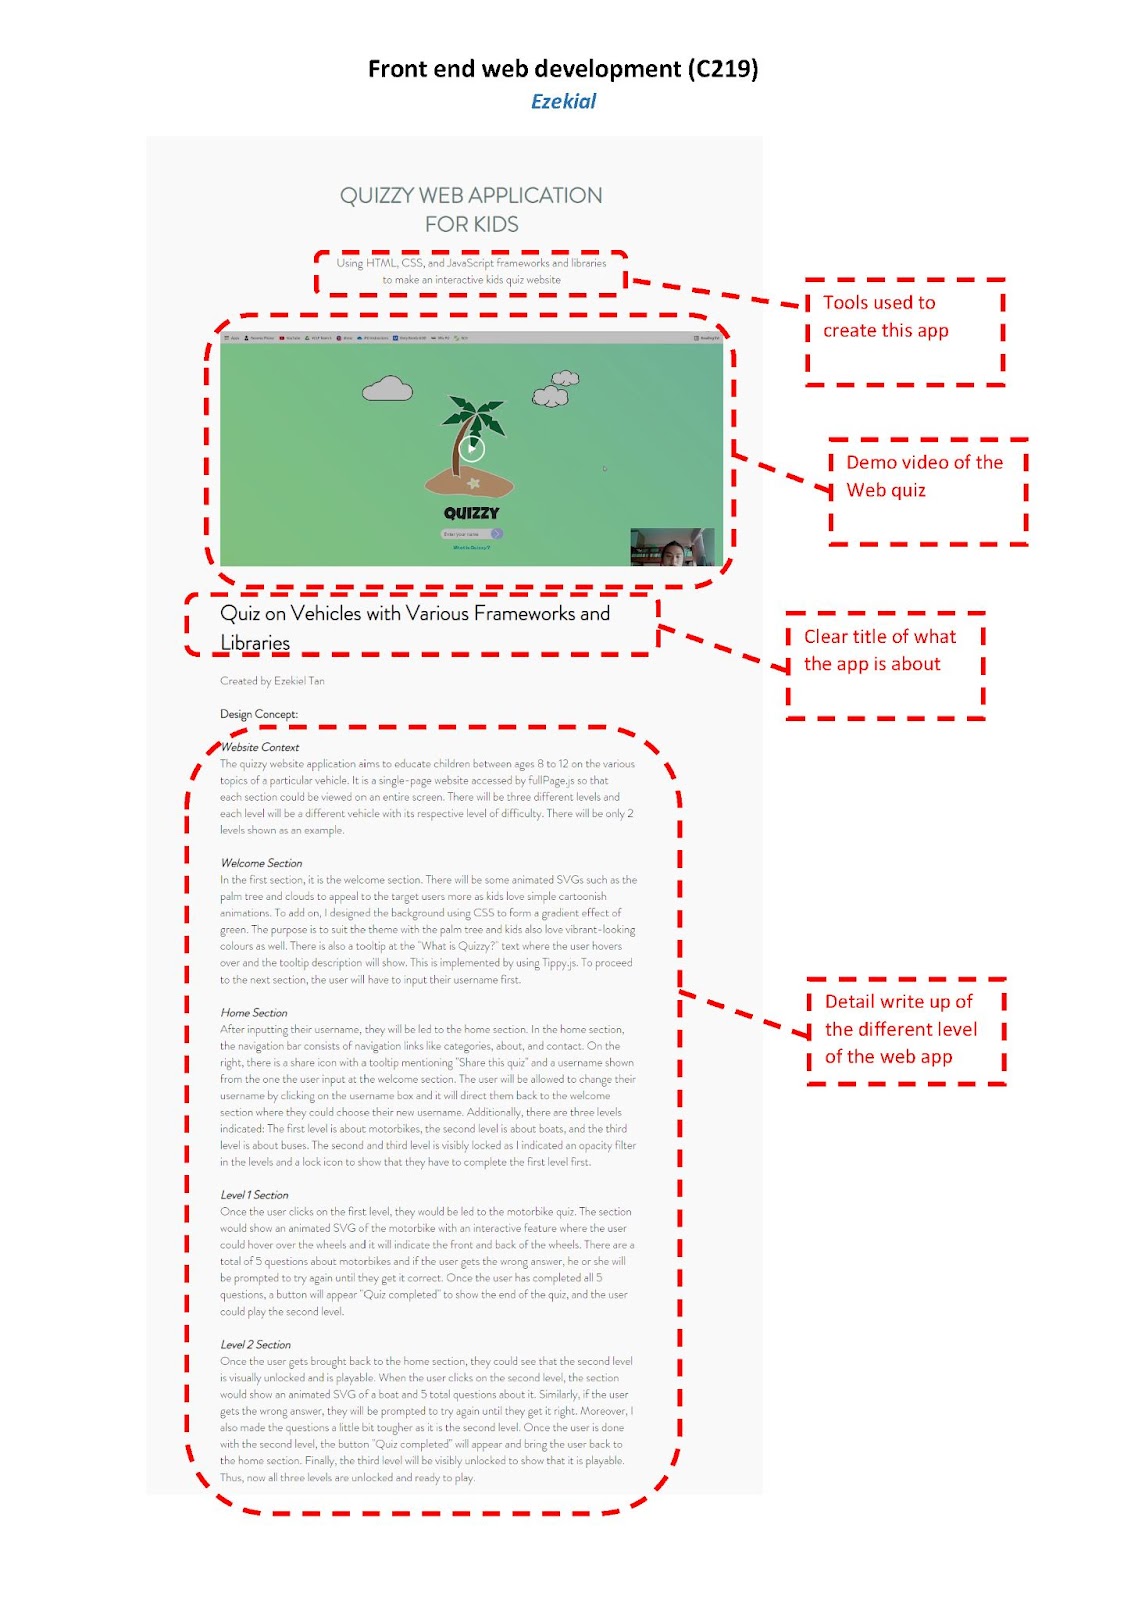 Front end web development (C219)
Ezekial
QUIZZY WEB APPLICATION
FOR KIDS
Using HTML, CSS, and JavaScript frameworks and libraries
to make an interactive kids quiz website
Tools used to
create this app
QUIZZY
Enter your name
What is Quizzy?
Demo video of the
Web quiz
Quiz on Vehicles with Various Frameworks and
Libraries
Clear title of what
the app is about
Created by Ezekiel Tan
Design Concept:
Website Context
The quizzy website application aims to educate children between ages 8 to 12 on the various
topics of a particular vehicle. It is a single-page website accessed by fullPage.js so that
each section could be viewed on an entire screen. There will be three different levels and
each level will be a different vehicle with its respective level of difficulty. There will be only 2
levels shown as an example.
Welcome Section
In the first section, it is the welcome section. There will be some animated SVGs such as the
palm tree and clouds to appeal to the target users more as kids love simple cartoonish
animations. To add on, I designed the background using CSS to form a gradient effect of
green. The purpose is to suit the theme with the palm tree and kids also love vibrant-looking
colours as well. There is also a tooltip at the "What is Quizzy?" text where the user hovers
over and the tooltip description will show. This is implemented by using Tippy.js. To proceed
to the next section, the user will have to input their username first.
Home Section
After inputting their username, they will be led to the home section. In the home section,
the navigation bar consists of navigation links like categories, about, and contact. On the
right, there is a share icon with a tooltip mentioning "Share this quiz" and a username shown
from the one the user input at the welcome section. The user will be allowed to change their
username by clicking on the username box and it will direct them back to the welcome
section where they could choose their new username. Additionally, there are three levels
indicated: The first level is about motorbikes, the second level is about boats, and the third
level is about buses. The second and third level is visibly locked as I indicated an opacity filter
in the levels and a lock icon to show that they have to complete the first level first.
Detail write up of
the different level
of the web app
Level 1 Section
Once the user clicks on the first level, they would be led to the motorbike quiz. The section
would show an animated SVG of the motorbike with an interactive feature where the user
could hover over the wheels and it will indicate the front and back of the wheels. There are a
total of 5 questions about motorbikes and if the user gets the wrong answer, he or she will
be prompted to try again until they get it correct. Once the user has completed all 5
questions, a button will appear "Quiz completed" to show the end of the quiz, and the user
could play the second level.
Level 2 Section
Once the user gets brought back to the home section, they could see that the second level
is visually unlocked and is playable. When the user clicks on the second level, the section
would show an animated SVG of a boat and 5 total questions about it. Similarly, if the user
gets the wrong answer, they will be prompted to try again until they get it right. Moreover, I
also made the questions a little bit tougher as it is the second level. Once the user is done
with the second level, the button "Quiz completed" will appear and bring the user back to
the home section. Finally, the third level will be visibly unlocked to show that it is playable.
Thus, now all three levels are unlocked and ready to play.